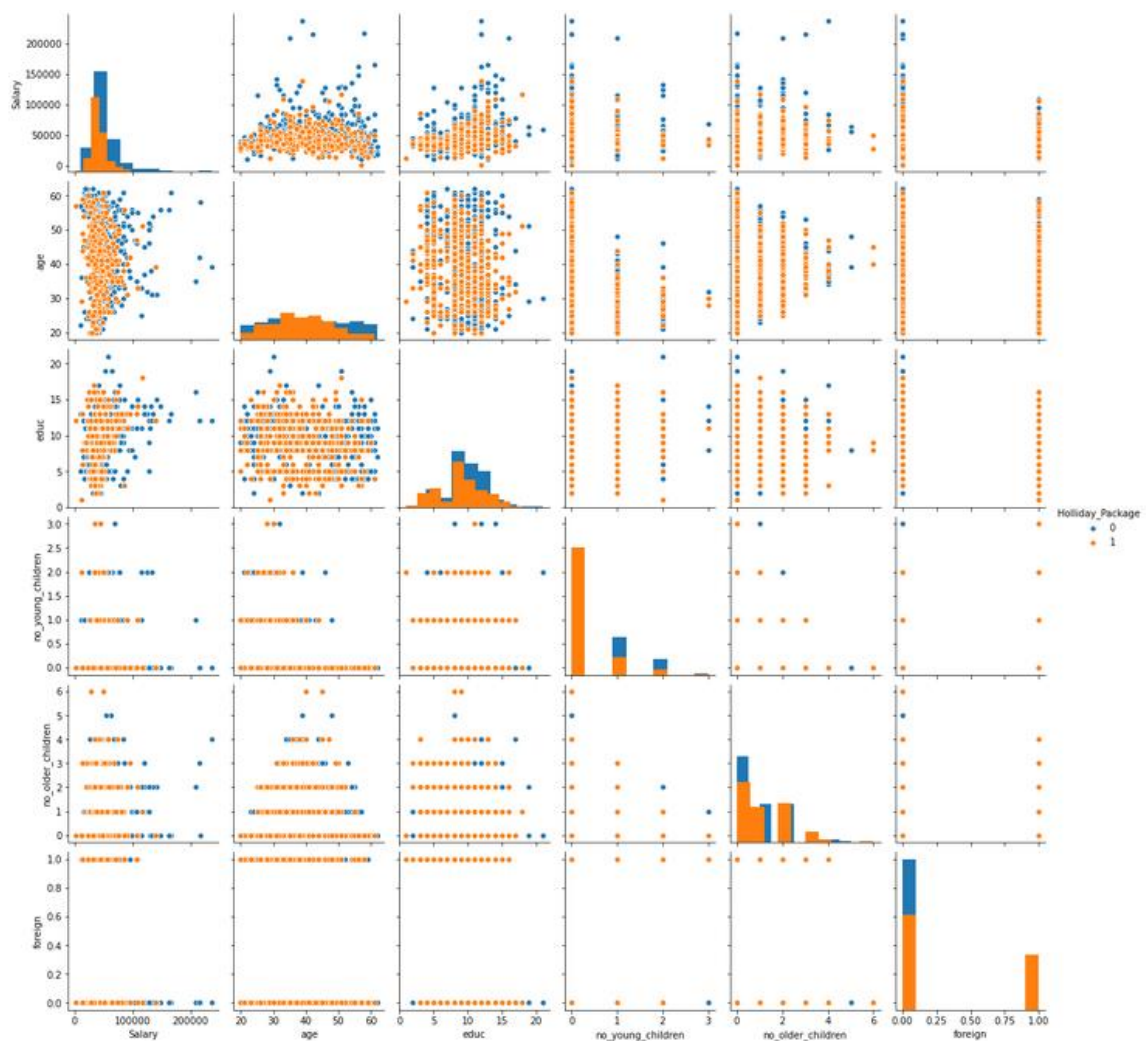 Salary
200000
150000
100000
50000
0
age
60
50
40
30
20
educ
20
15
10
5
0
no_young_children
3.0
2.5
2.0
1.5
1.0
0.5
0.0
Holliday_Package
0
1
no_older_children
6
5
4
3
2
1
0
foreign
1.0
0.8
0.6
0.4
0.2
0.0
0 100000 200000
20 30 40 50 60
0 5 10 15 20
0 1 2 3
0 2 4 6
0.00 0.25 0.50 0.75 1.00
Salary age educ no_young_children no_older_children foreign